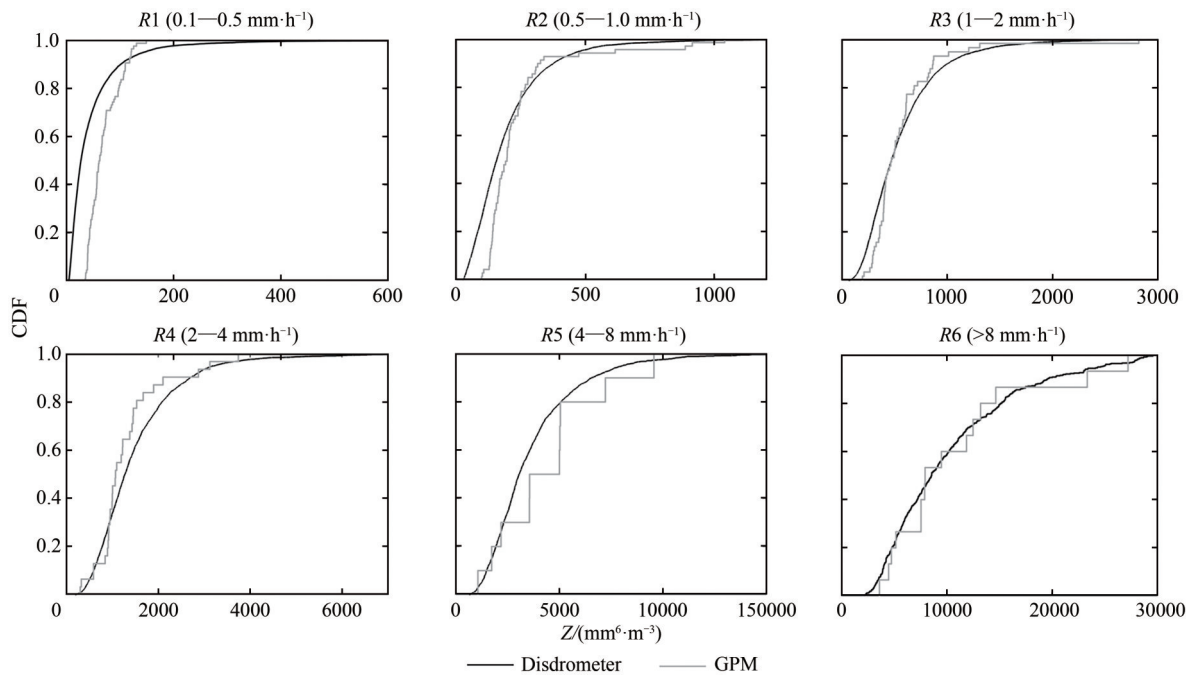 R1 (0.1—0.5 mm·h⁻¹)
R2 (0.5—1.0 mm·h⁻¹)
R3 (1—2 mm·h⁻¹)
1.0
0.8
0.6
0.4
0.2
0 200 400 600
0 500 1000
0 1000 2000 3000
CDF
R4 (2—4 mm·h⁻¹)
R5 (4—8 mm·h⁻¹)
R6 (>8 mm·h⁻¹)
1.0
0.8
0.6
0.4
0.2
0 2000 4000 6000
0 5000 10000 150000
0 10000 20000 30000
Z/(mm⁶·m⁻³)
Disdrometer GPM